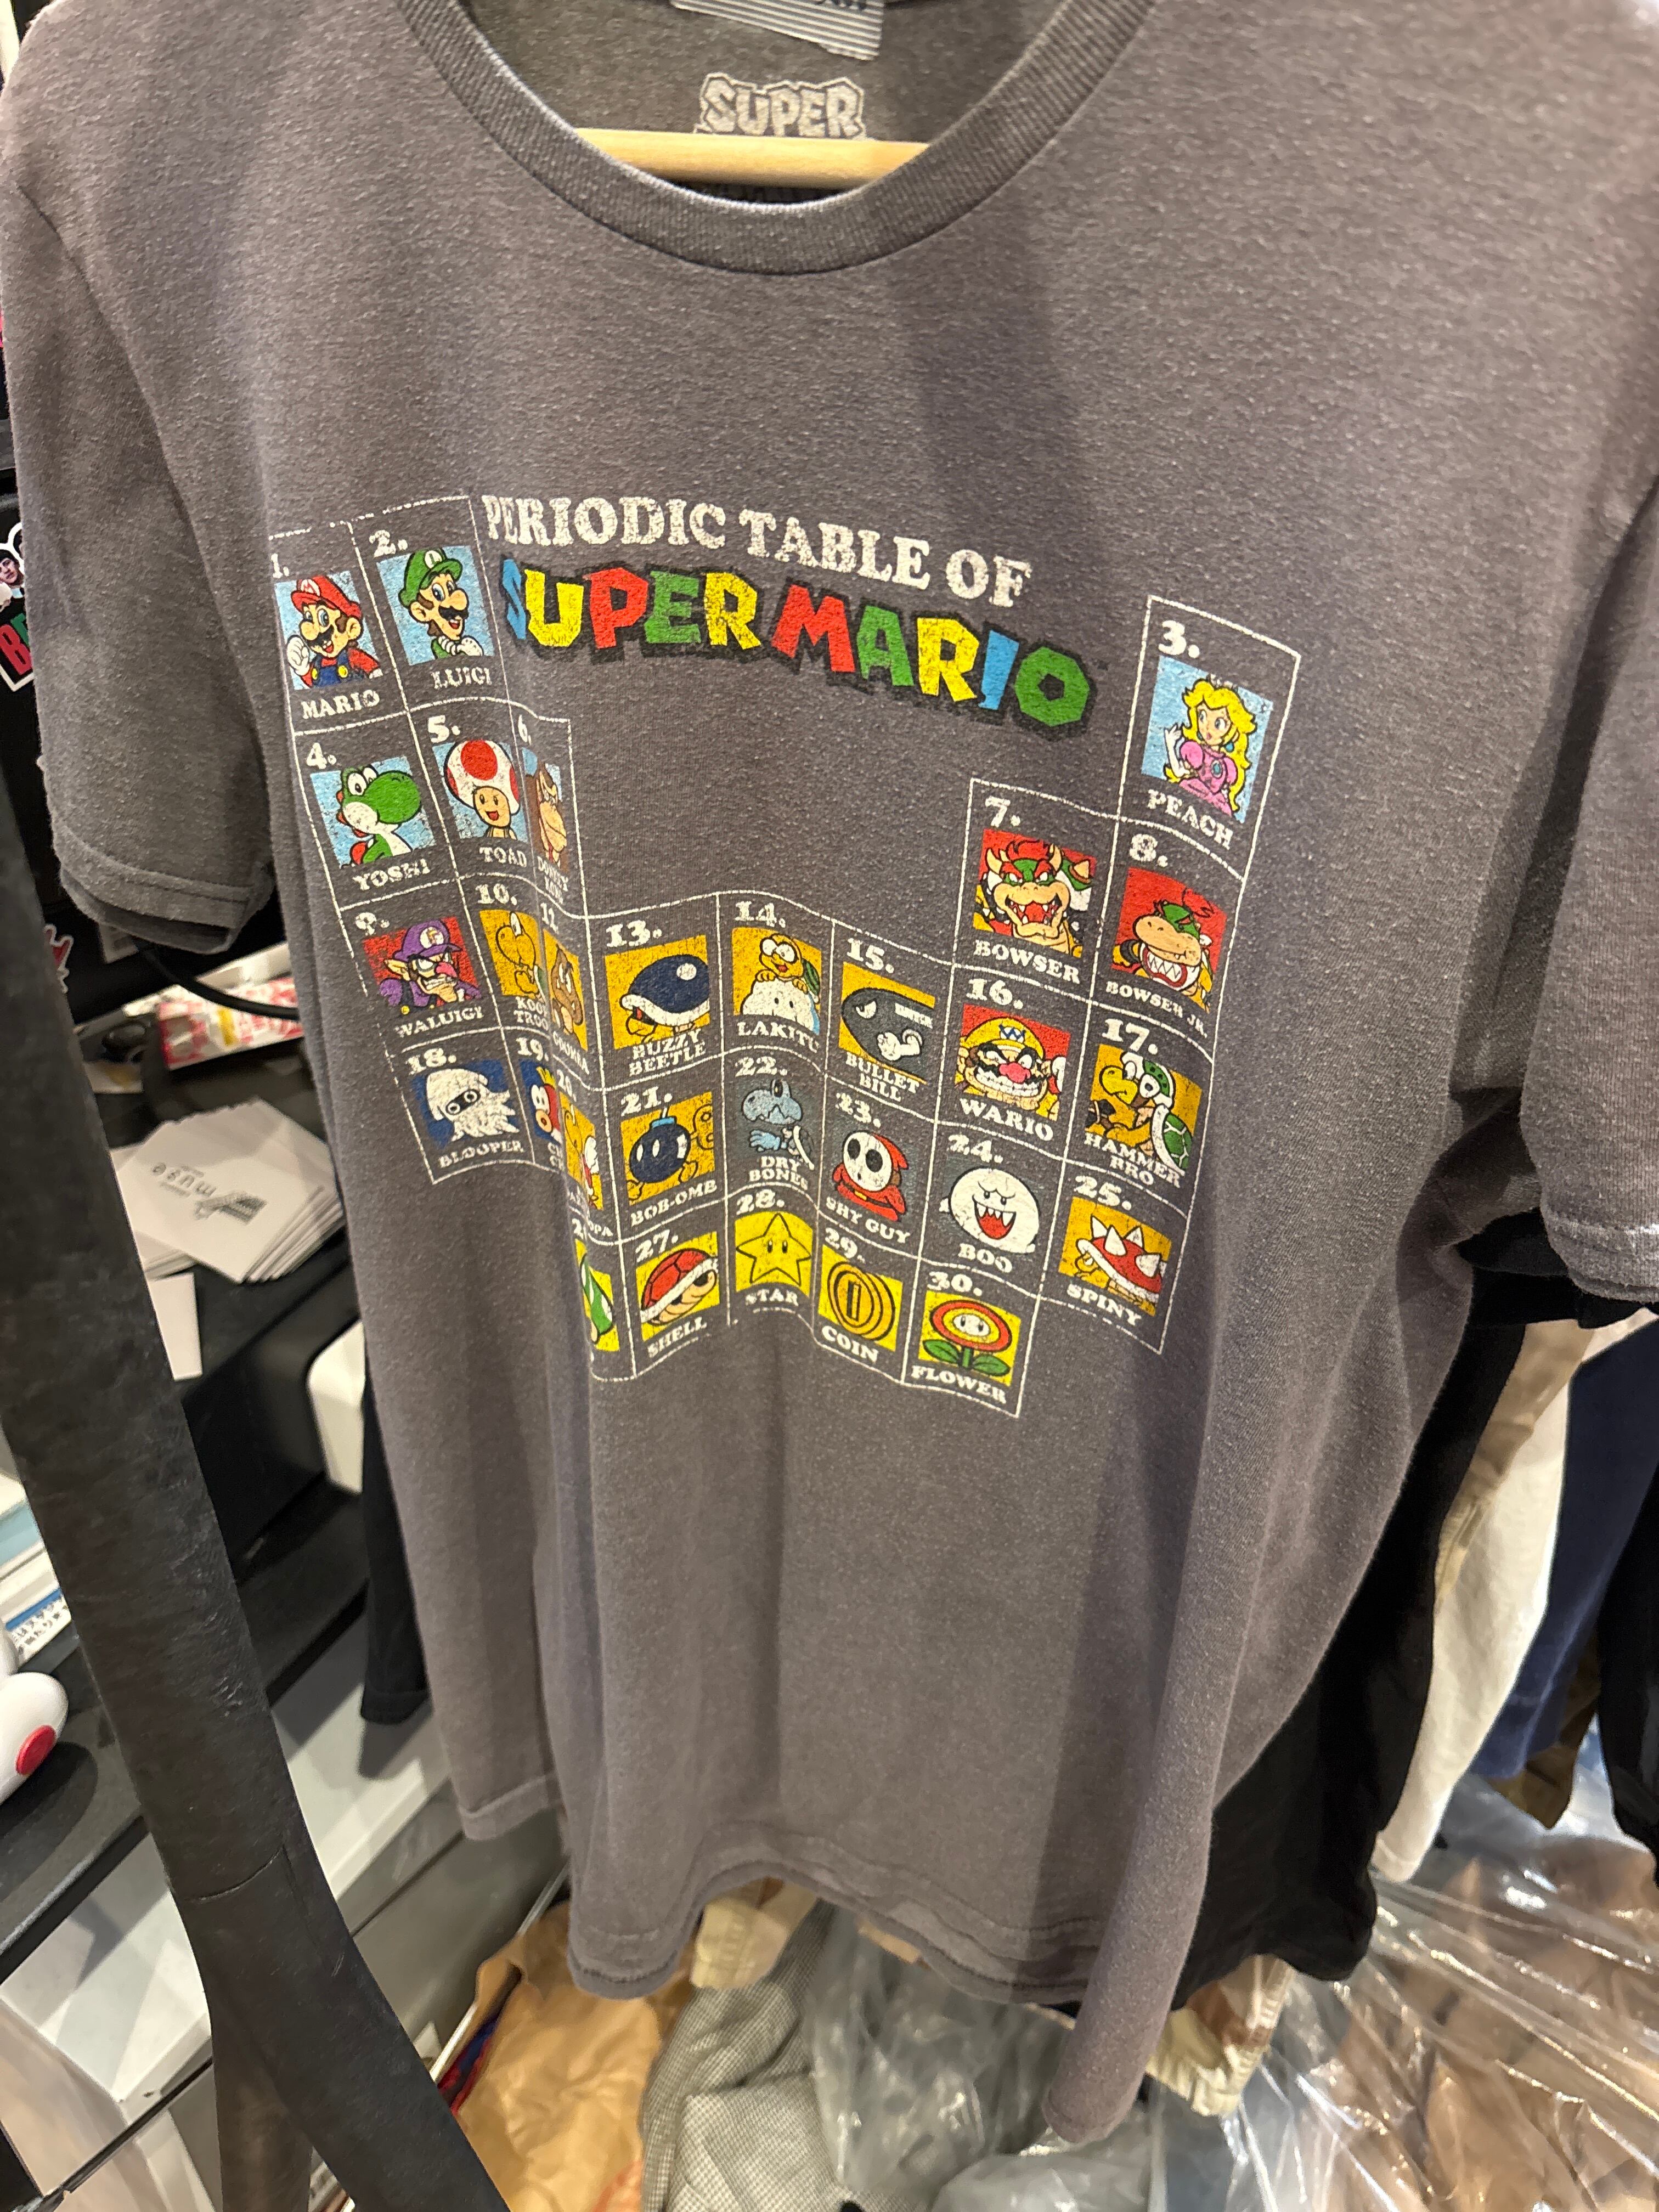 SUPER
PERIODIC TABLE OF
SUPER MARIO
1.
MARIO
2.
LUIGI
3.
PEACH
4.
YOSHI
5.
TOAD
6.
7.
BOWSER
8.
BOWSER JR.
9.
WALUIGI
10.
11.
13.
BUZZY
BEETLE
14.
LAKITU
15.
BULLET
BILL
16.
WARIO
17.
HAMMER
BRO
18.
BLOOPER
19.
20.
21.
BOB-OMB
22.
DRY
BONES
23.
SHY GUY
24.
BOO
25.
SPINY
27.
SHELL
28.
STAR
29.
COIN
30.
FLOWER